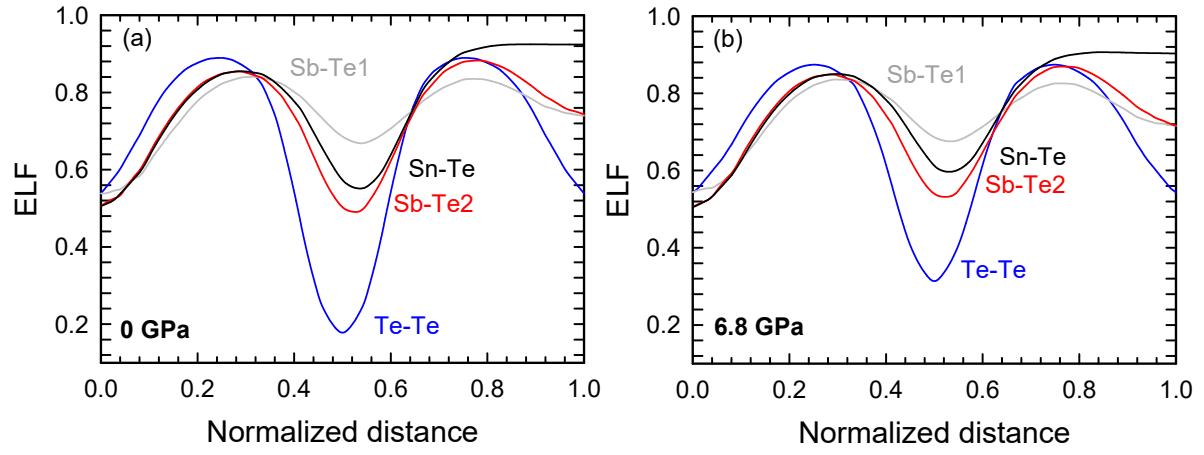 (a)
Sb-Te1
Sn-Te
Sb-Te2
Te-Te
0 GPa
ELF
1.0
0.8
0.6
0.4
0.2
0.0 0.2 0.4 0.6 0.8 1.0
Normalized distance
(b)
Sb-Te1
Sn-Te
Sb-Te2
Te-Te
6.8 GPa
ELF
1.0
0.8
0.6
0.4
0.2
0.0 0.2 0.4 0.6 0.8 1.0
Normalized distance